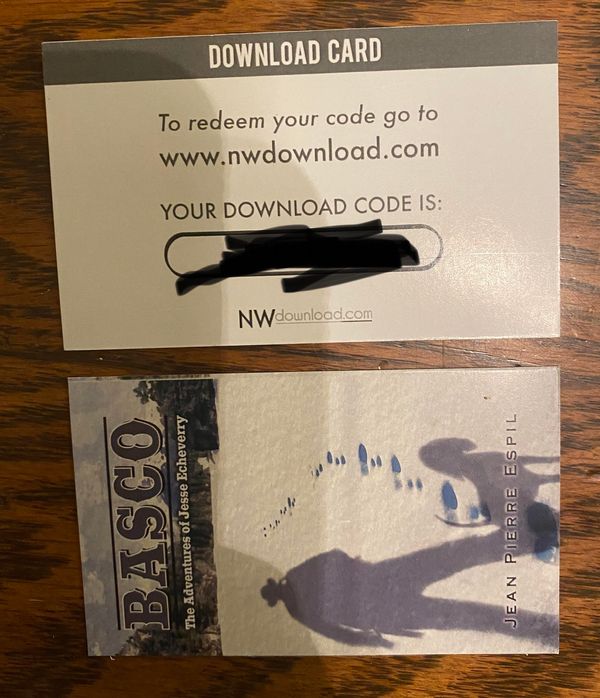 DOWNLOAD CARD
To redeem your code go to
www.nwdownload.com
YOUR DOWNLOAD CODE IS:
NWdownload.com
BASCO
The Adventures of Jesse Echeverry
JEAN PIERRE ESPIL